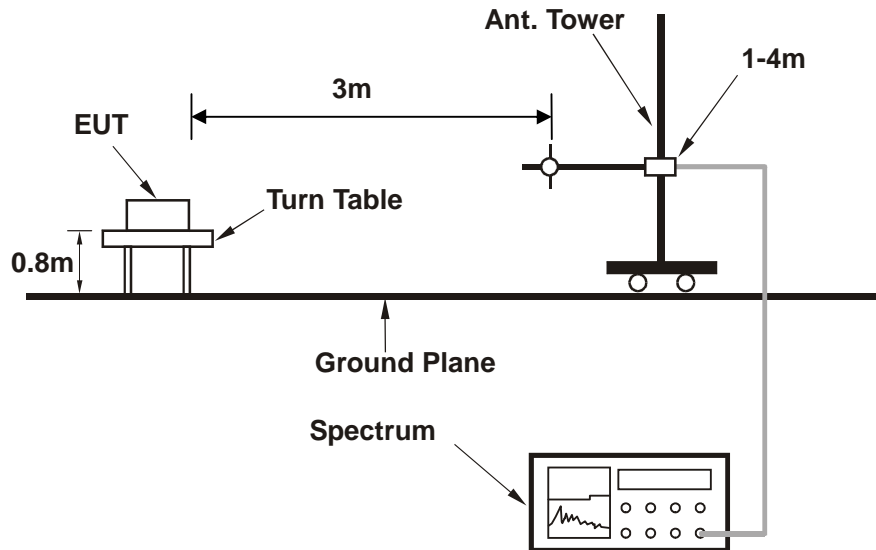 Ant. Tower
1-4m
3m
EUT
Turn Table
0.8m
Ground Plane
Spectrum